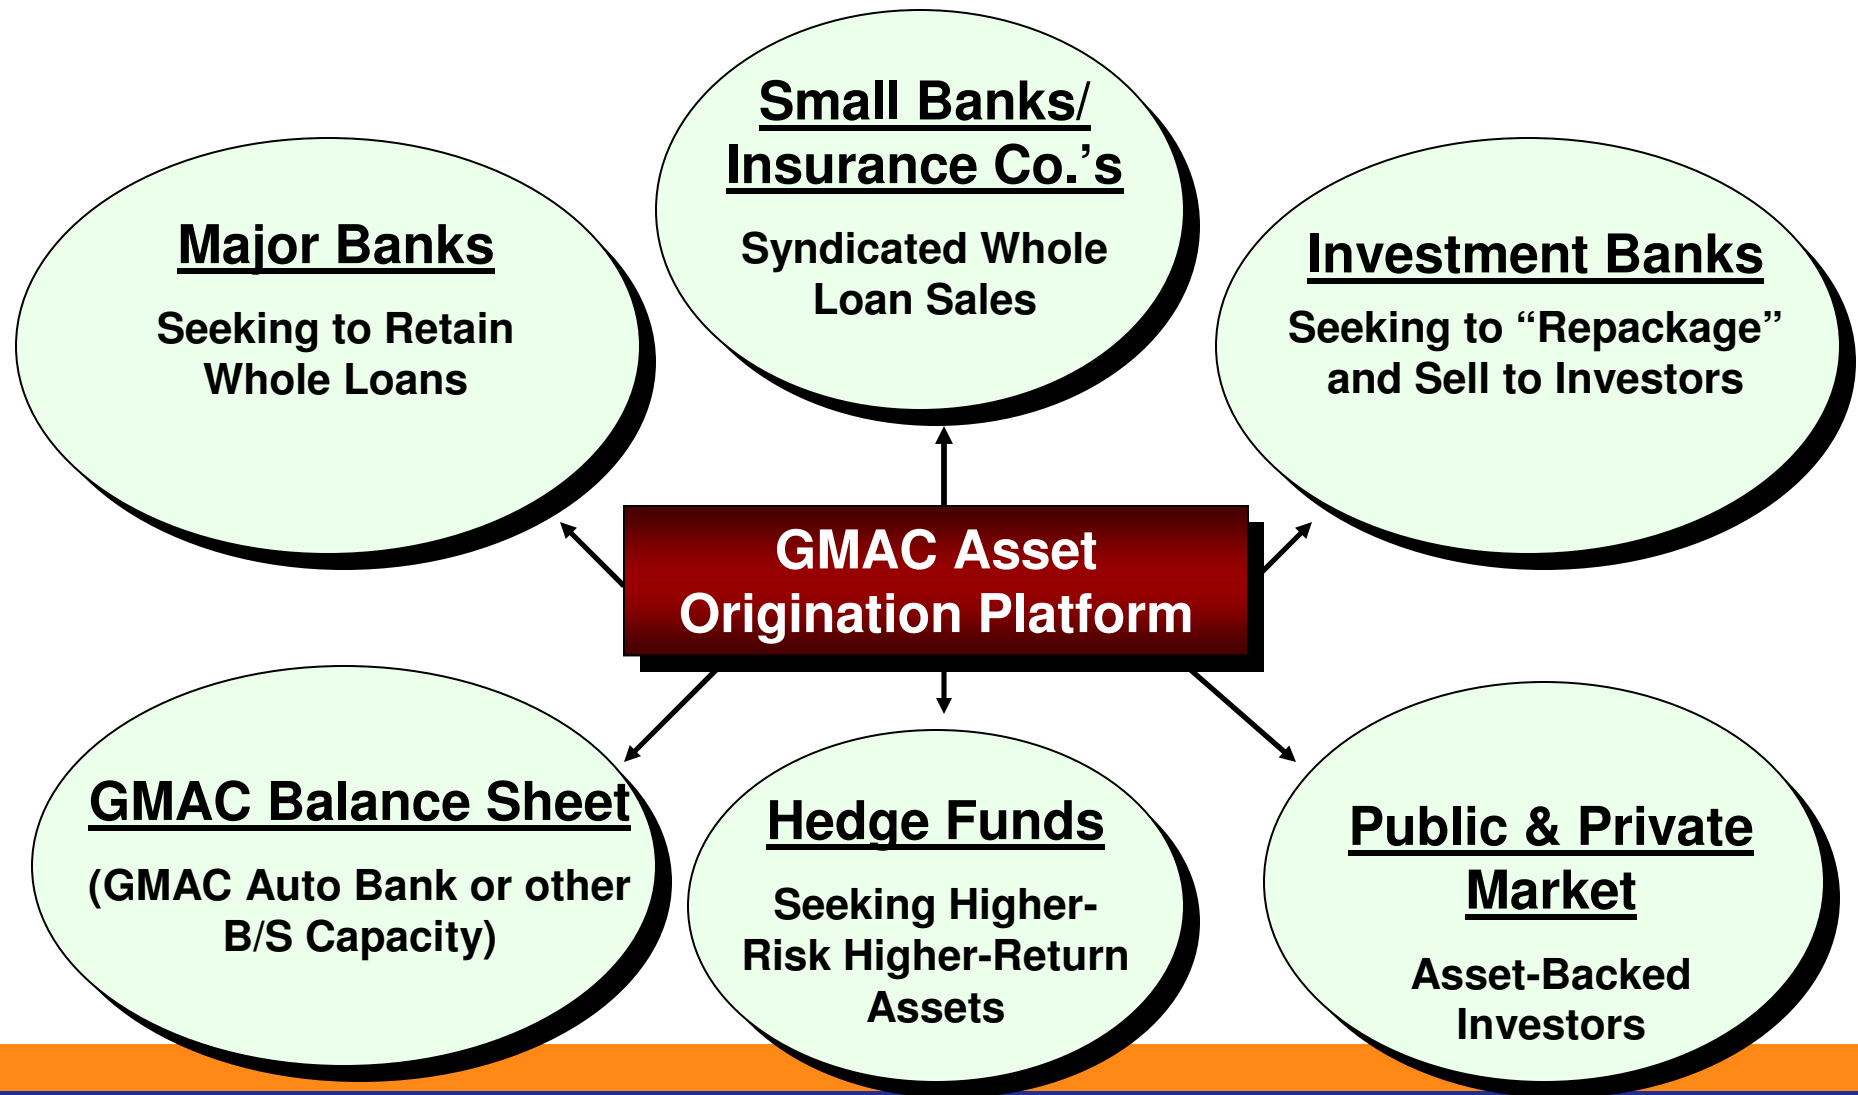 Small Banks/
Insurance Co.’s
Syndicated Whole
Loan Sales
Major Banks
Seeking to Retain
Whole Loans
Investment Banks
Seeking to “Repackage”
and Sell to Investors
GMAC Asset
Origination Platform
GMAC Balance Sheet
(GMAC Auto Bank or other
B/S Capacity)
Hedge Funds
Seeking Higher-
Risk Higher-Return
Assets
Public & Private
Market
Asset-Backed
Investors